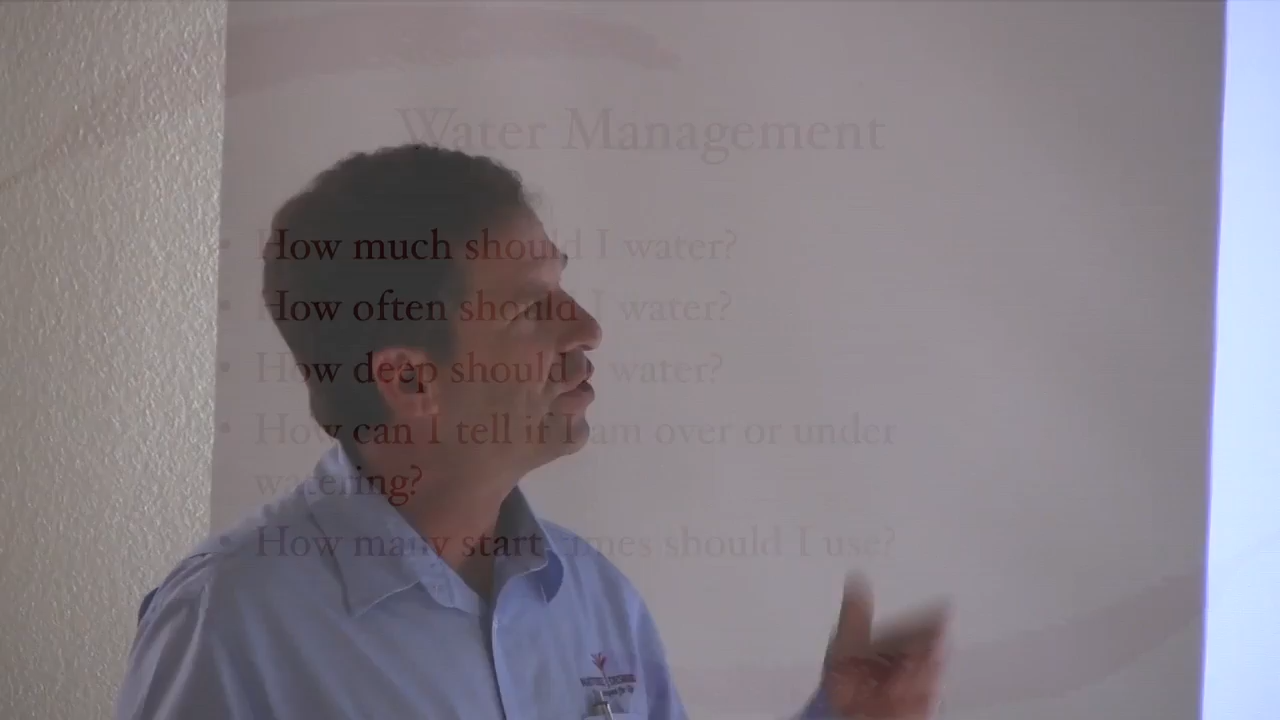 Water Management
• How much should I water?
• How often should I water?
• How deep should I water?
• How can I tell if I am over or under
watering?
• How many start times should I use?